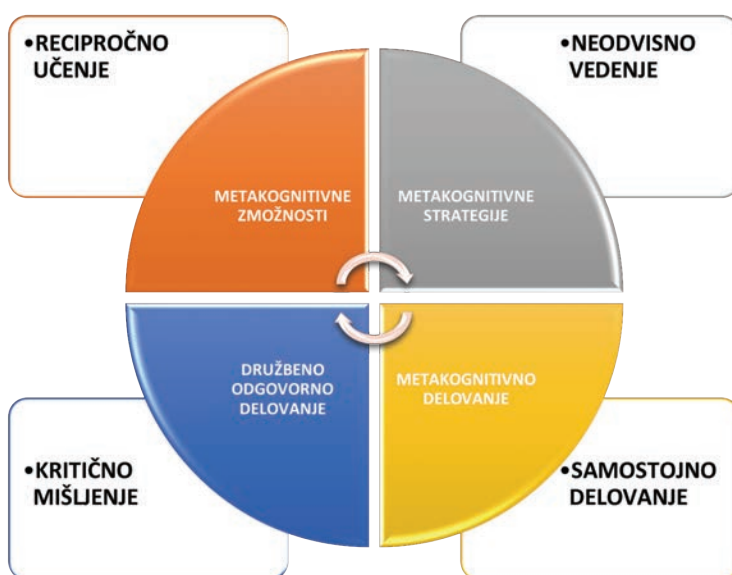 •RECIPROČNO
UČENJE
•NEODVISNO
VEDENJE
METAKOGNITIVNE
ZMOŽNOSTI
METAKOGNITIVNE
STRATEGIJE
DRUŽBENO
ODGOVORNO
DELOVANJE
METAKOGNITIVNO
DELOVANJE
•KRITIČNO
MIŠLJENJE
•SAMOSTOJNO
DELOVANJE